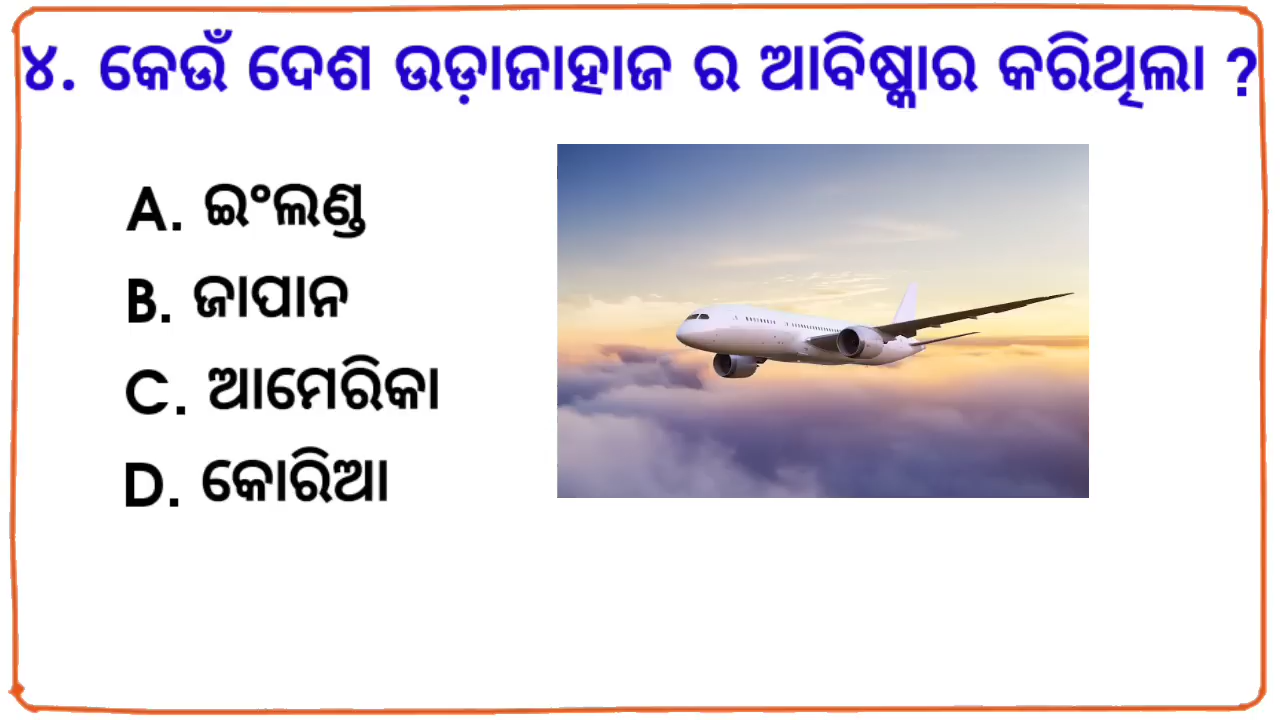 ୪. କେଉଁ ଦେଶ ଉଡ଼ାଜାହାଜ ର ଆବିଷ୍କାର କରିଥିଲା ?
A. ଇଂଲଣ୍ଡ
B. ଜାପାନ
C. ଆମେରିକା
D. କୋରିଆ